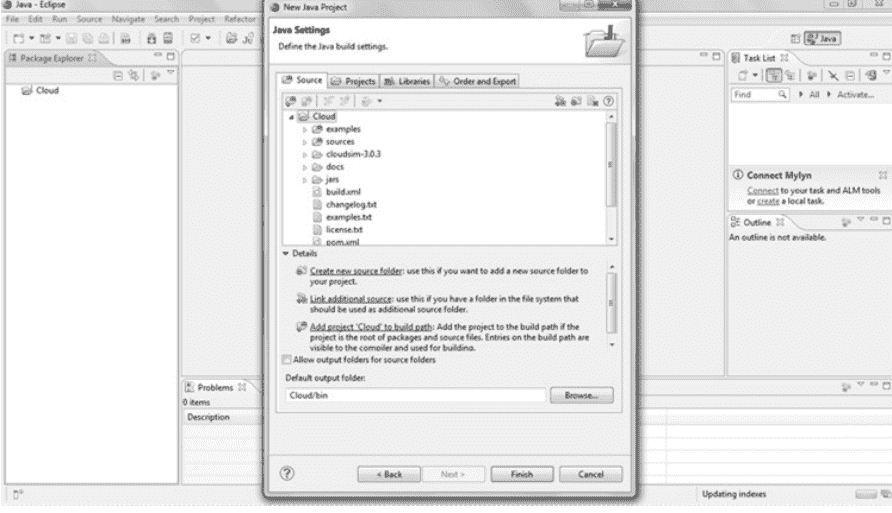 Java - Eclipse
File Edit Run Source Navigate Search Project Refactor
Package Explorer
Cloud
New Java Project
Java Settings
Define the Java build settings.
Source Projects Libraries Order and Export
Cloud
examples
sources
cloudsim-3.0.3
docs
jars
build.xml
changelog.txt
examples.txt
license.txt
pom.xml
Details
Create new source folder: use this if you want to add a new source folder to
your project.
Link additional source: use this if you have a folder in the file system that
should be used as additional source folder.
Add project 'Cloud' to build path: Add the project to the build path if the
project is the root of packages and source files. Entries on the build path are
visible to the compiler and used for building.
Allow output folders for source folders
Default output folder:
Cloud/bin
Browse...
< Back Next > Finish Cancel
Java
Task List
Find All Activate...
Connect Mylyn
Connect to your task and ALM tools
or create a local task.
Outline
An outline is not available.
Problems
0 items
Description
Updating indexes